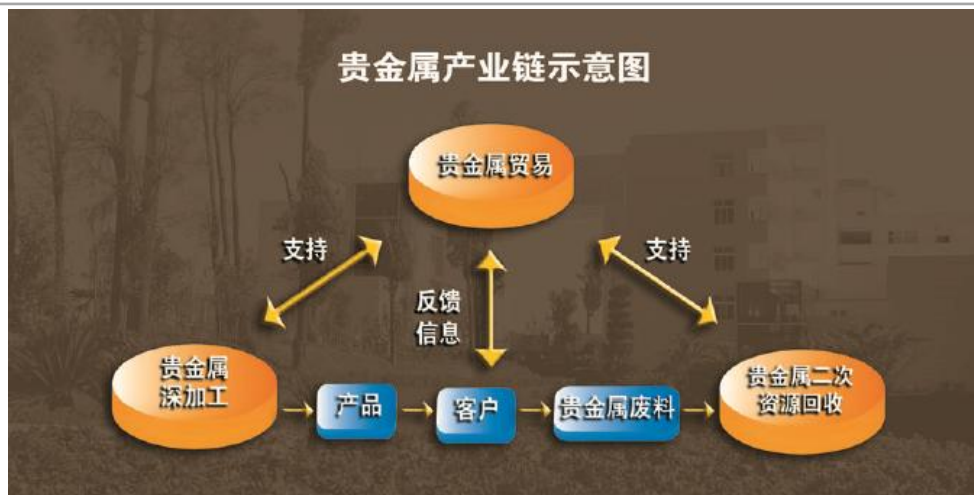 贵金属产业链示意图
贵金属贸易
支持
支持
反馈
信息
贵金属
深加工
产品
客户
贵金属废料
贵金属二次
资源回收